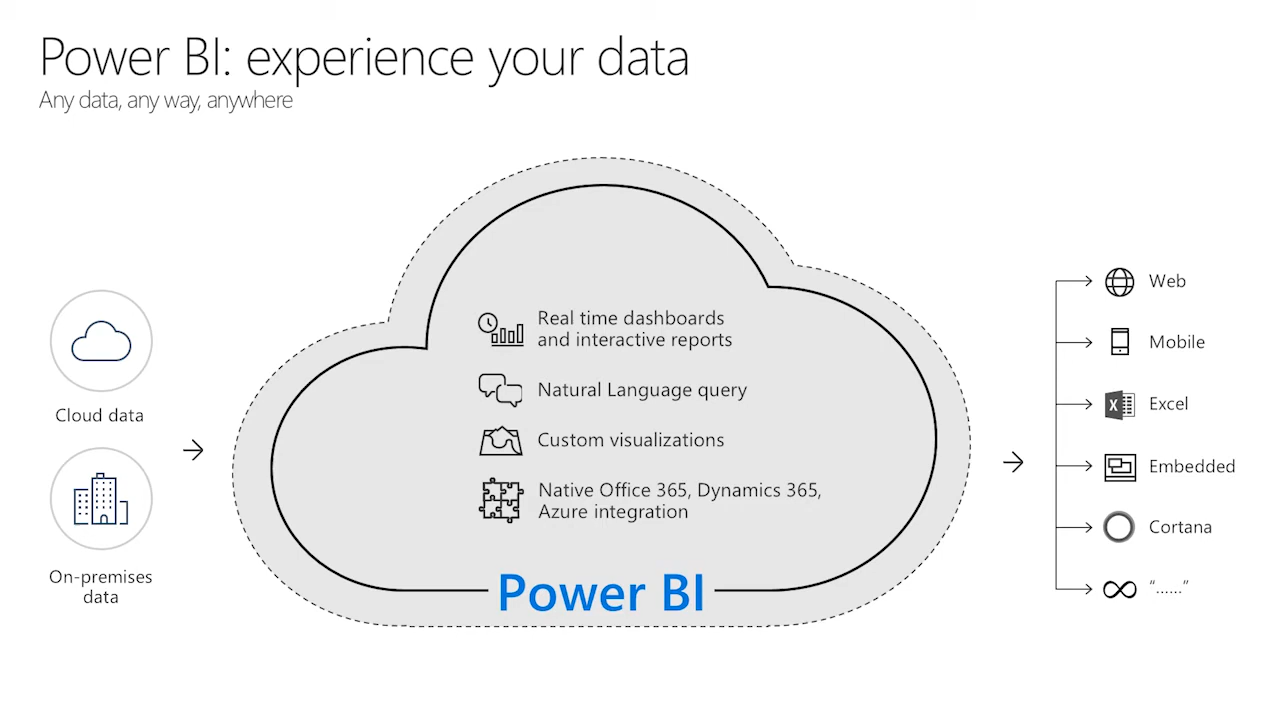 Power BI: experience your data
Any data, any way, anywhere
Cloud data
On-premises
data
Real time dashboards
and interactive reports
Natural Language query
Custom visualizations
Native Office 365, Dynamics 365,
Azure integration
Power BI
Web
Mobile
X
Excel
Embedded
Cortana
“......”